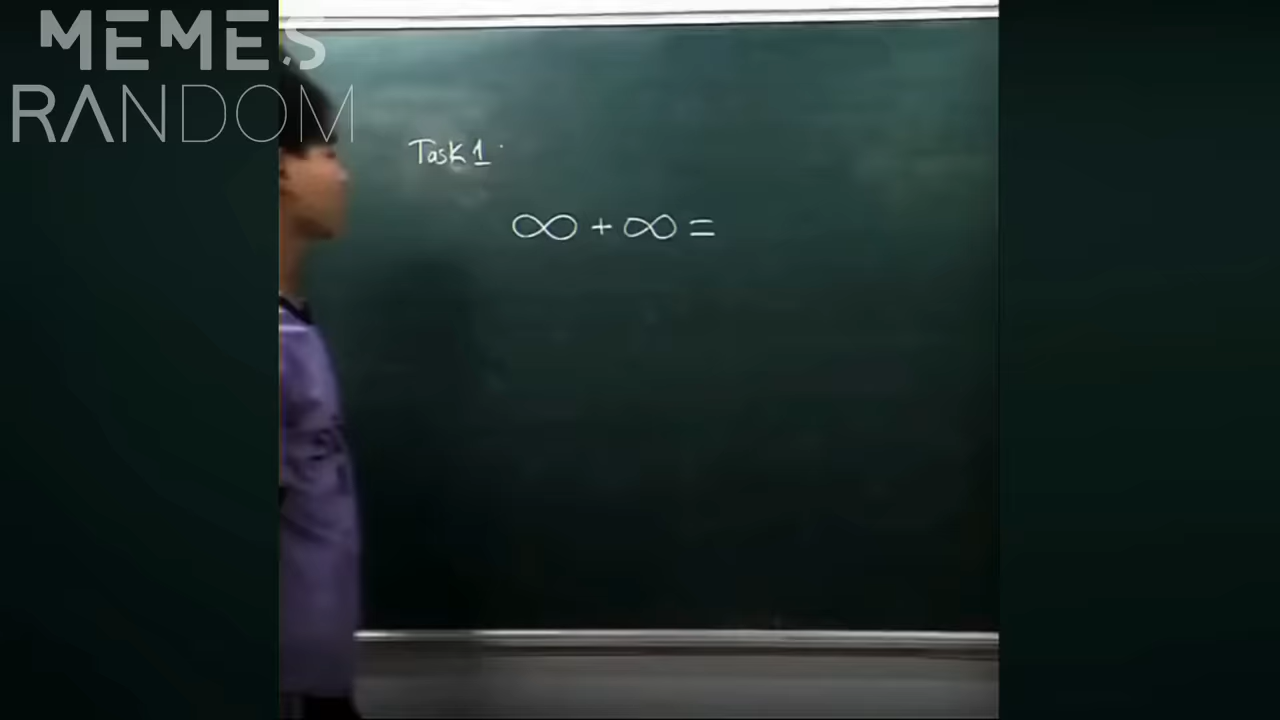 MEMES
RANDOM
Task 1
∞ + ∞ =